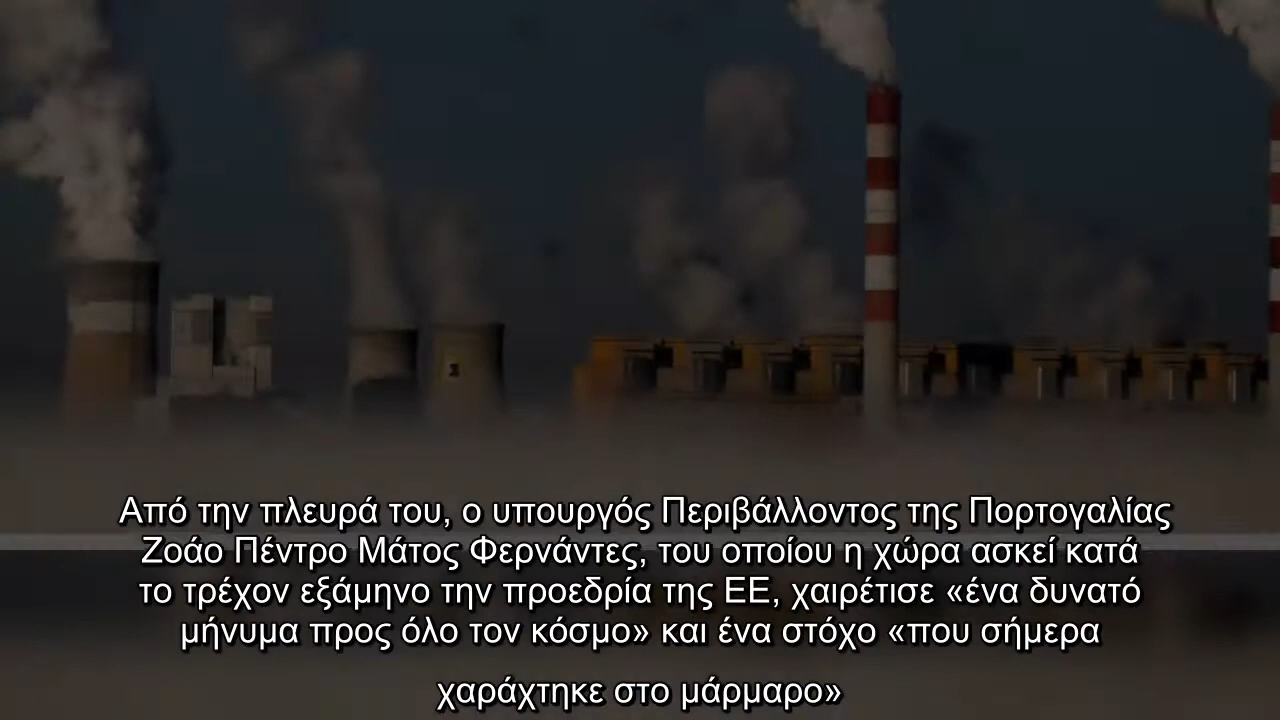 Από την πλευρά του, ο υπουργός Περιβάλλοντος της Πορτογαλίας
Ζοάο Πέντρο Μάτος Φερνάντες, του οποίου η χώρα ασκεί κατά
το τρέχον εξάμηνο την προεδρία της ΕΕ, χαιρέτισε «ένα δυνατό
μήνυμα προς όλο τον κόσμο» και ένα στόχο «που σήμερα
χαράχτηκε στο μάρμαρο»